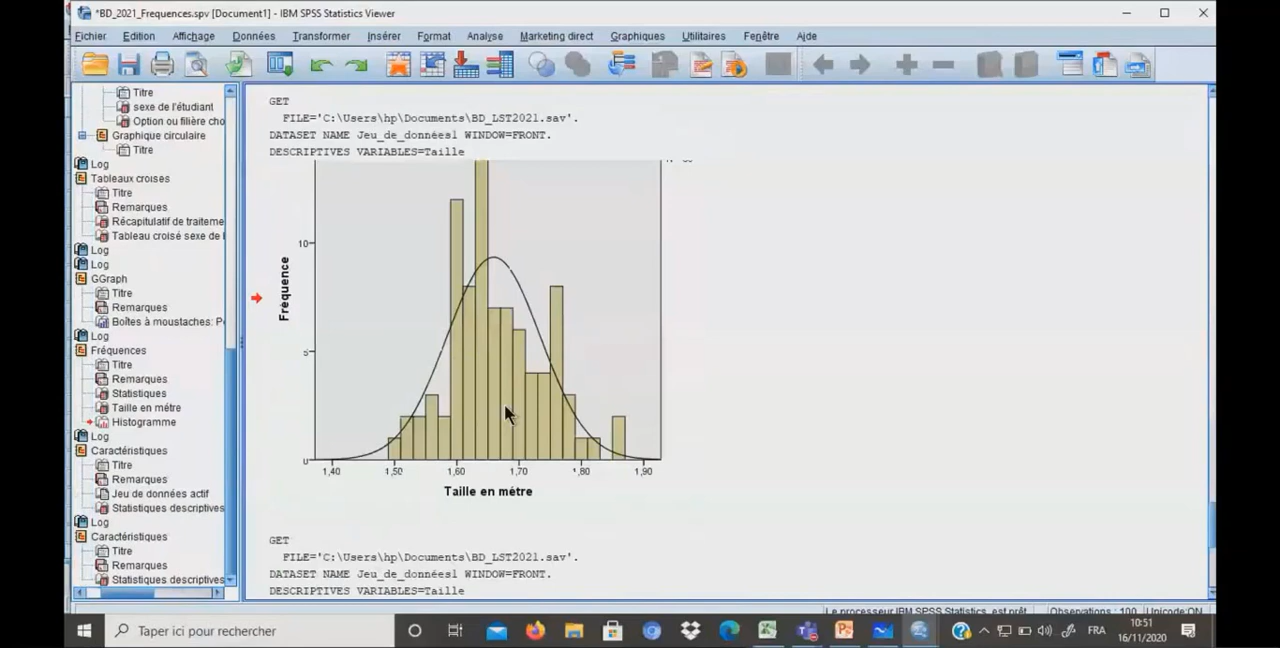 *BD_2021_Frequences.spv [Document1] - IBM SPSS Statistics Viewer
Fichier Edition Affichage Données Transformer Insérer Format Analyse Marketing direct Graphiques Utilitaires Fenêtre Aide
Titre
sexe de l'étudiant
Option ou filière cho
Graphique circulaire
Titre
Log
Tableaux croises
Titre
Remarques
Récapitulatif de traiteme
Tableau croisé sexe de l
Log
Log
GGraph
Titre
Remarques
Boîtes à moustaches: P
Log
Fréquences
Titre
Remarques
Statistiques
Taille en mètre
Histogramme
Log
Caractéristiques
Titre
Remarques
Jeu de données actif
Statistiques descriptives
Log
Caractéristiques
Titre
Remarques
Statistiques descriptives
GET
FILE='C:\Users\hp\Documents\BD_LST2021.sav'.
DATASET NAME Jeu_de_données1 WINDOW=FRONT.
DESCRIPTIVES VARIABLES=Taille
10
5
0
Fréquence
1,40 1,50 1,60 1,70 1,80 1,90
Taille en mètre
GET
FILE='C:\Users\hp\Documents\BD_LST2021.sav'.
DATASET NAME Jeu_de_données1 WINDOW=FRONT.
DESCRIPTIVES VARIABLES=Taille
Le processeur IBM SPSS Statistics est prêt Observations : 100 Unicode:ON
Taper ici pour rechercher
FRA
10:51
16/11/2020